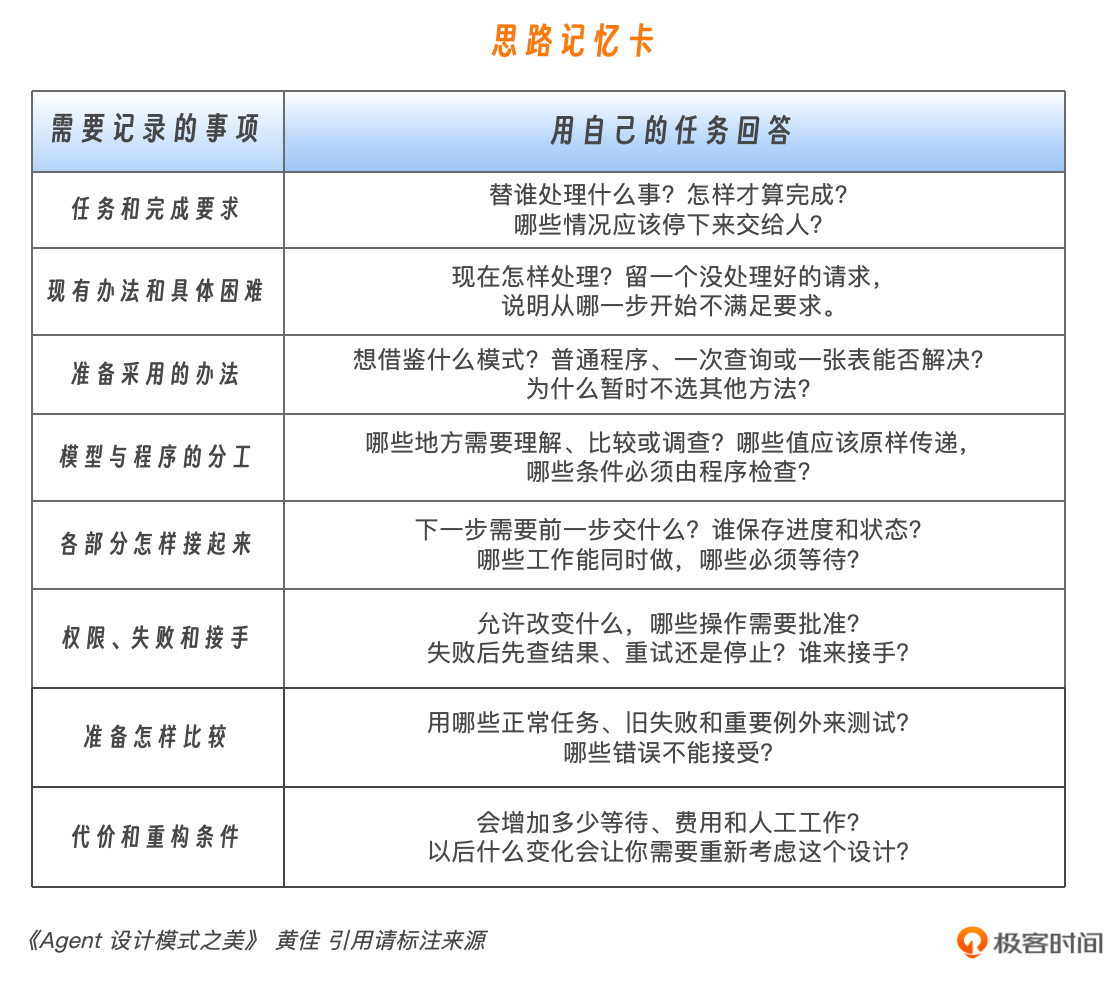 思路记忆卡
需要记录的事项
用自己的任务回答
任务和完成要求
替谁处理什么事？怎样才算完成？
哪些情况应该停下来交给人？
现有办法和具体困难
现在怎样处理？留一个没处理好的请求，
说明从哪一步开始不满足要求。
准备采用的办法
想借鉴什么模式？普通程序、一次查询或一张表能否解决？
为什么暂时不选其他方法？
模型与程序的分工
哪些地方需要理解、比较或调查？哪些值应该原样传递，
哪些条件必须由程序检查？
各部分怎样接起来
下一步需要前一步交什么？谁保存进度和状态？
哪些工作能同时做，哪些必须等待？
权限、失败和接手
允许改变什么，哪些操作需要批准？
失败后先查结果、重试还是停止？谁来接手？
准备怎样比较
用哪些正常任务、旧失败和重要例外来测试？
哪些错误不能接受？
代价和重构条件
会增加多少等待、费用和人工工作？
以后什么变化会让你需要重新考虑这个设计？
《Agent 设计模式之美》 黄佳 引用请标注来源
极客时间